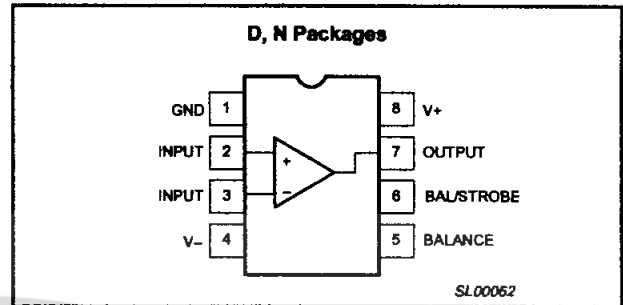 D, N Packages
GND 1 8 V+
INPUT 2 + 7 OUTPUT
INPUT 3 − 6 BAL/STROBE
V− 4 5 BALANCE
SL00062